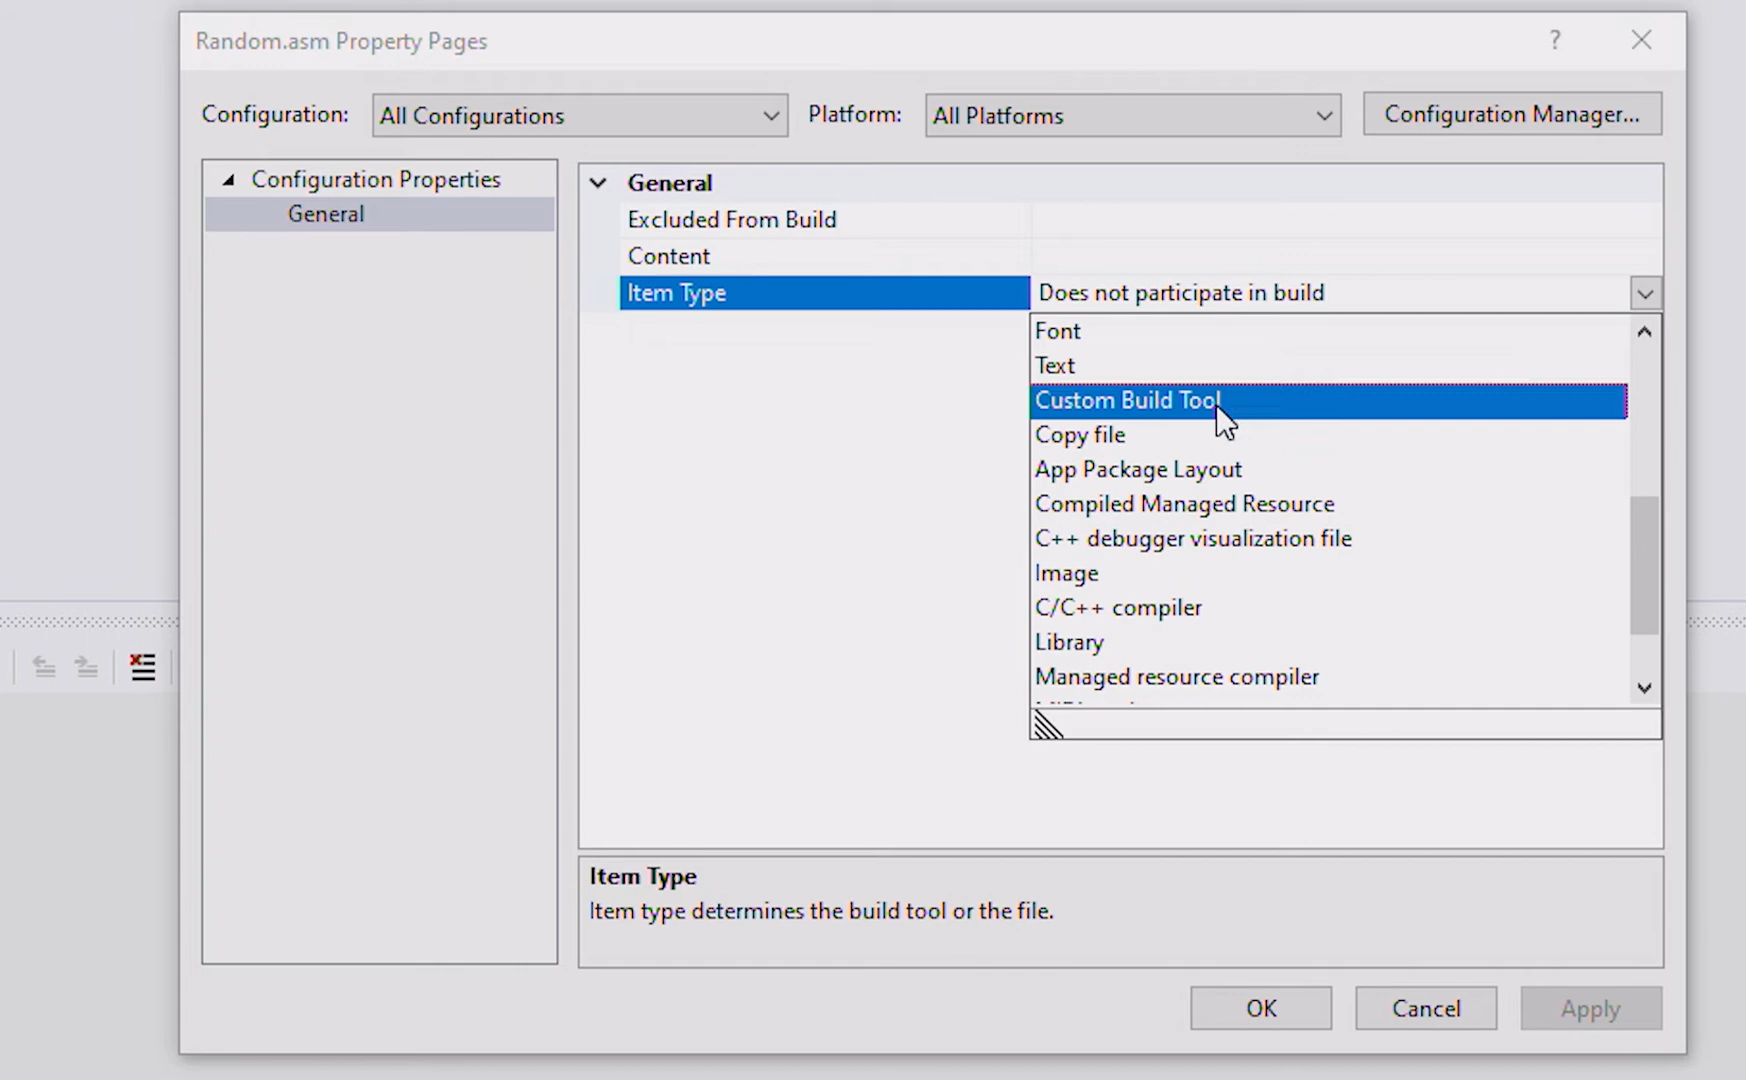 Random.asm Property Pages
?
Configuration: All Configurations Platform: All Platforms Configuration Manager...
Configuration Properties
General
General
Excluded From Build
Content
Item Type Does not participate in build
Font
Text
Custom Build Tool
Copy file
App Package Layout
Compiled Managed Resource
C++ debugger visualization file
Image
C/C++ compiler
Library
Managed resource compiler
Item Type
Item type determines the build tool or the file.
OK Cancel Apply